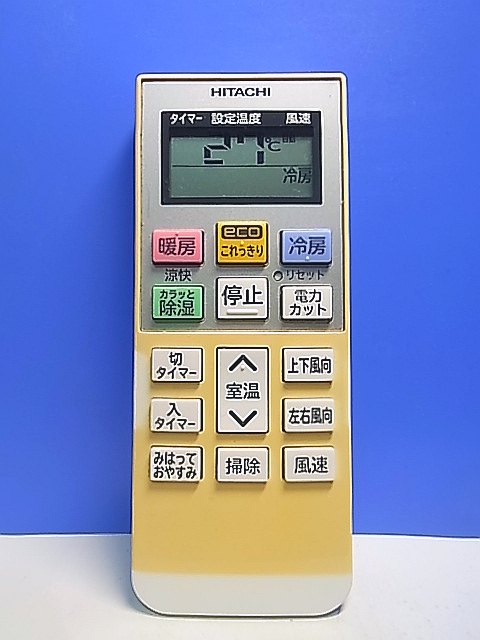 HITACHI
タイマー 設定温度 風速
27℃
冷房
暖房
eco
これっきり
冷房
涼快
リセット
カラッと
除湿
停止
電力
カット
切
タイマー
室温
上下風向
入
タイマー
左右風向
みはって
おやすみ
掃除
風速